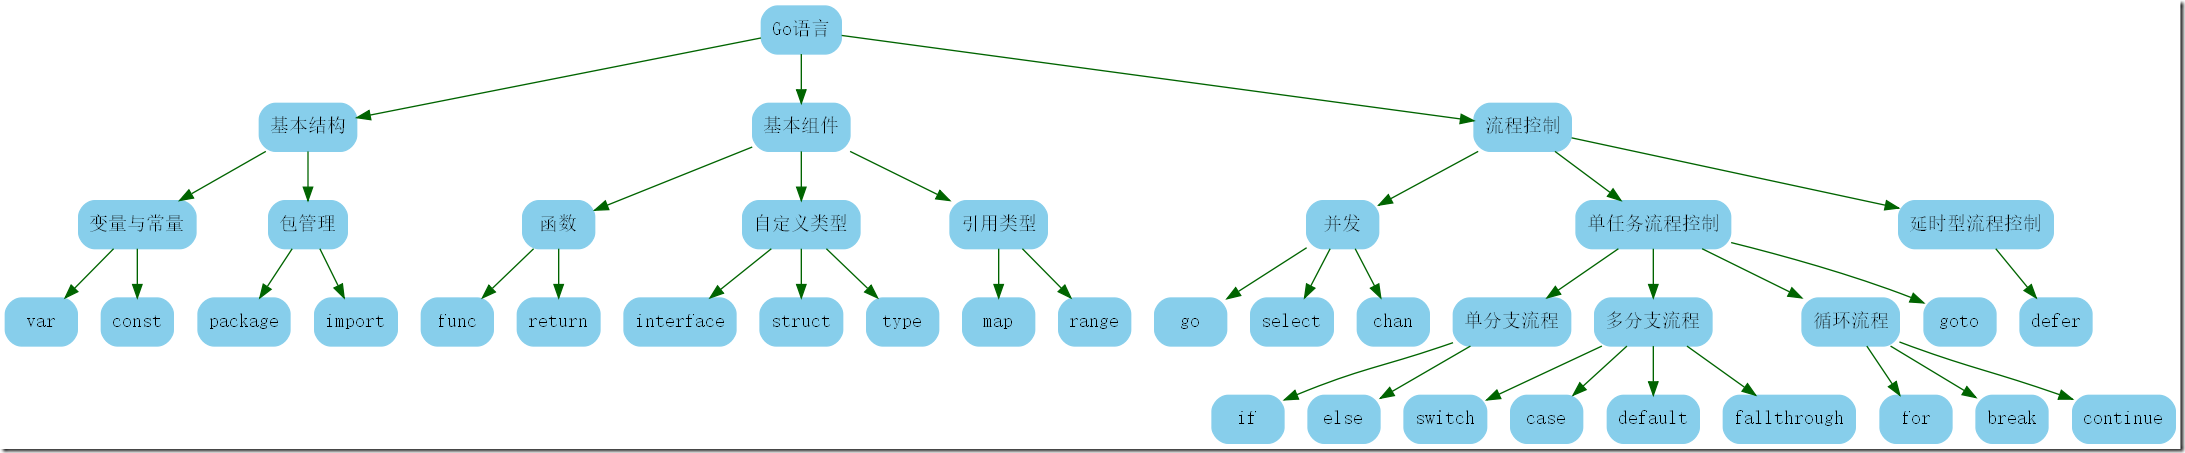 Go语言
基本结构
基本组件
流程控制
变量与常量
包管理
函数
自定义类型
引用类型
并发
单任务流程控制
延时型流程控制
var
const
package
import
func
return
interface
struct
type
map
range
go
select
chan
单分支流程
多分支流程
循环流程
goto
defer
if
else
switch
case
default
fallthrough
for
break
continue